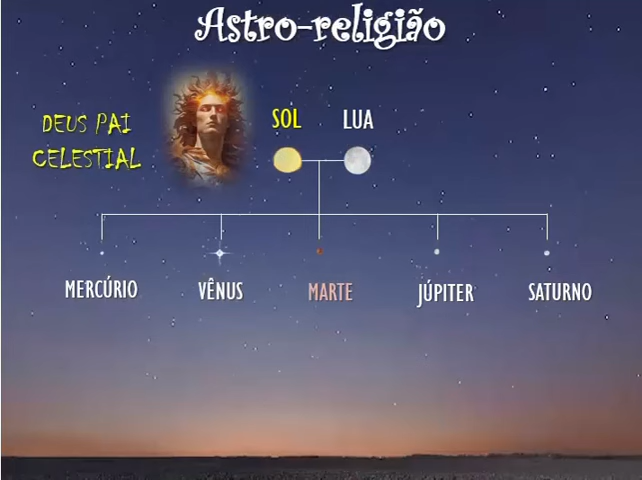 Astro-religião
DEUS PAI
CELESTIAL
SOL
LUA
MERCÚRIO
VÊNUS
MARTE
JÚPITER
SATURNO